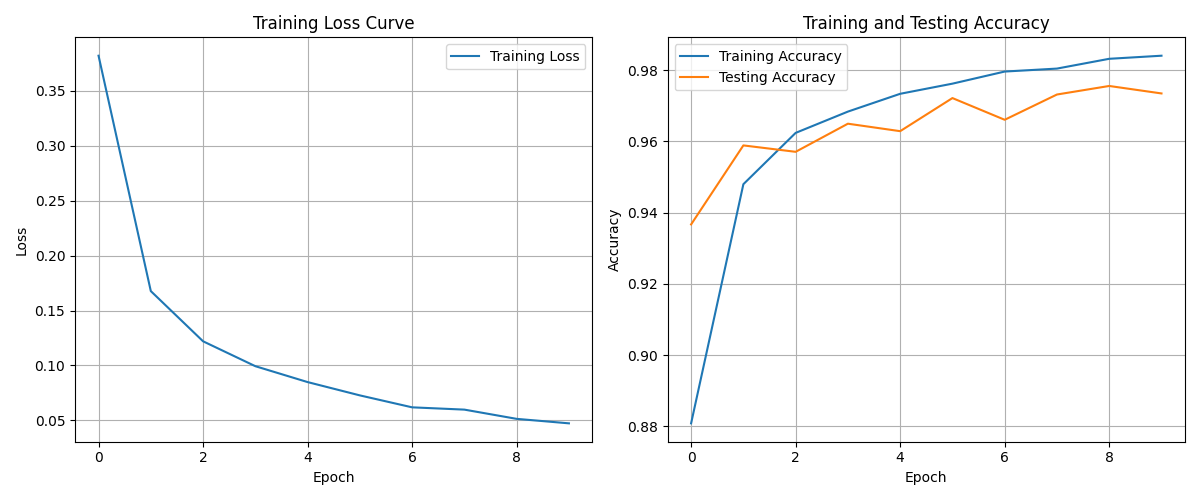 Training Loss Curve
Training Loss
0.35
0.30
0.25
0.20
0.15
0.10
0.05
Loss
0 2 4 6 8
Epoch
Training and Testing Accuracy
Training Accuracy
Testing Accuracy
0.98
0.96
0.94
0.92
0.90
0.88
Accuracy
0 2 4 6 8
Epoch